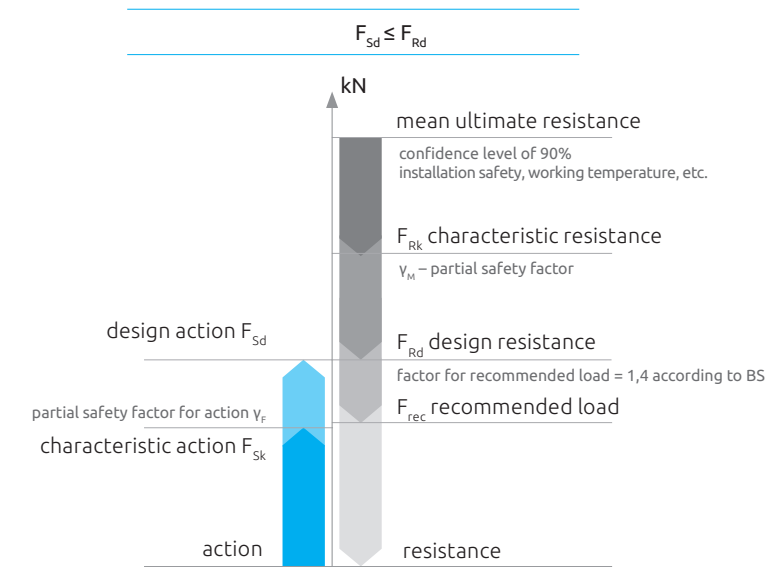 F_Sd ≤ F_Rd
kN
mean ultimate resistance
confidence level of 90%
installation safety, working temperature, etc.
F_Rk characteristic resistance
γ_M – partial safety factor
design action F_Sd
F_Rd design resistance
factor for recommended load = 1,4 according to BS
partial safety factor for action γ_F
F_rec recommended load
characteristic action F_Sk
action
resistance